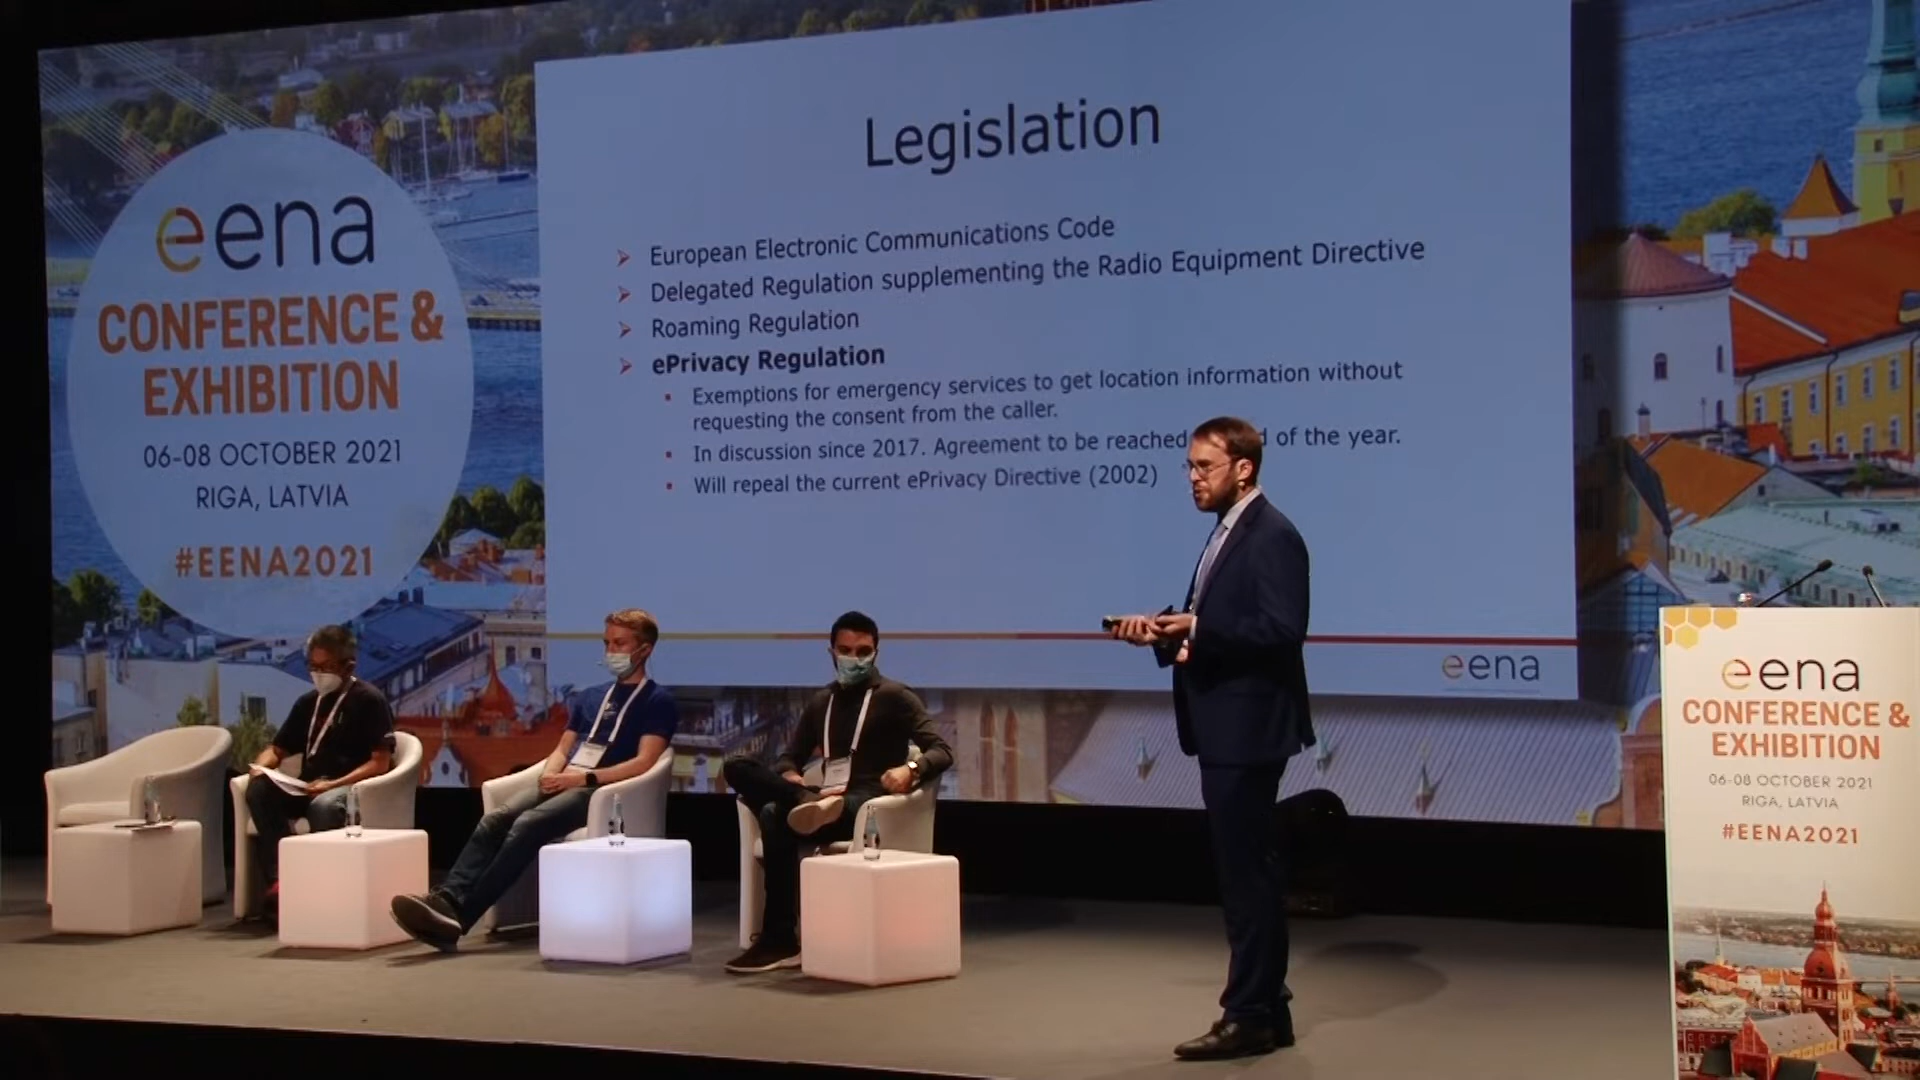 eena
CONFERENCE &
EXHIBITION
06-08 OCTOBER 2021
RIGA, LATVIA
#EENA2021
Legislation
European Electronic Communications Code
Delegated Regulation supplementing the Radio Equipment Directive
Roaming Regulation
ePrivacy Regulation
Exemptions for emergency services to get location information without
requesting the consent from the caller.
In discussion since 2017. Agreement to be reached of the year.
Will repeal the current ePrivacy Directive (2002)
eena
eena
CONFERENCE &
EXHIBITION
06-08 OCTOBER 2021
RIGA, LATVIA
#EENA2021